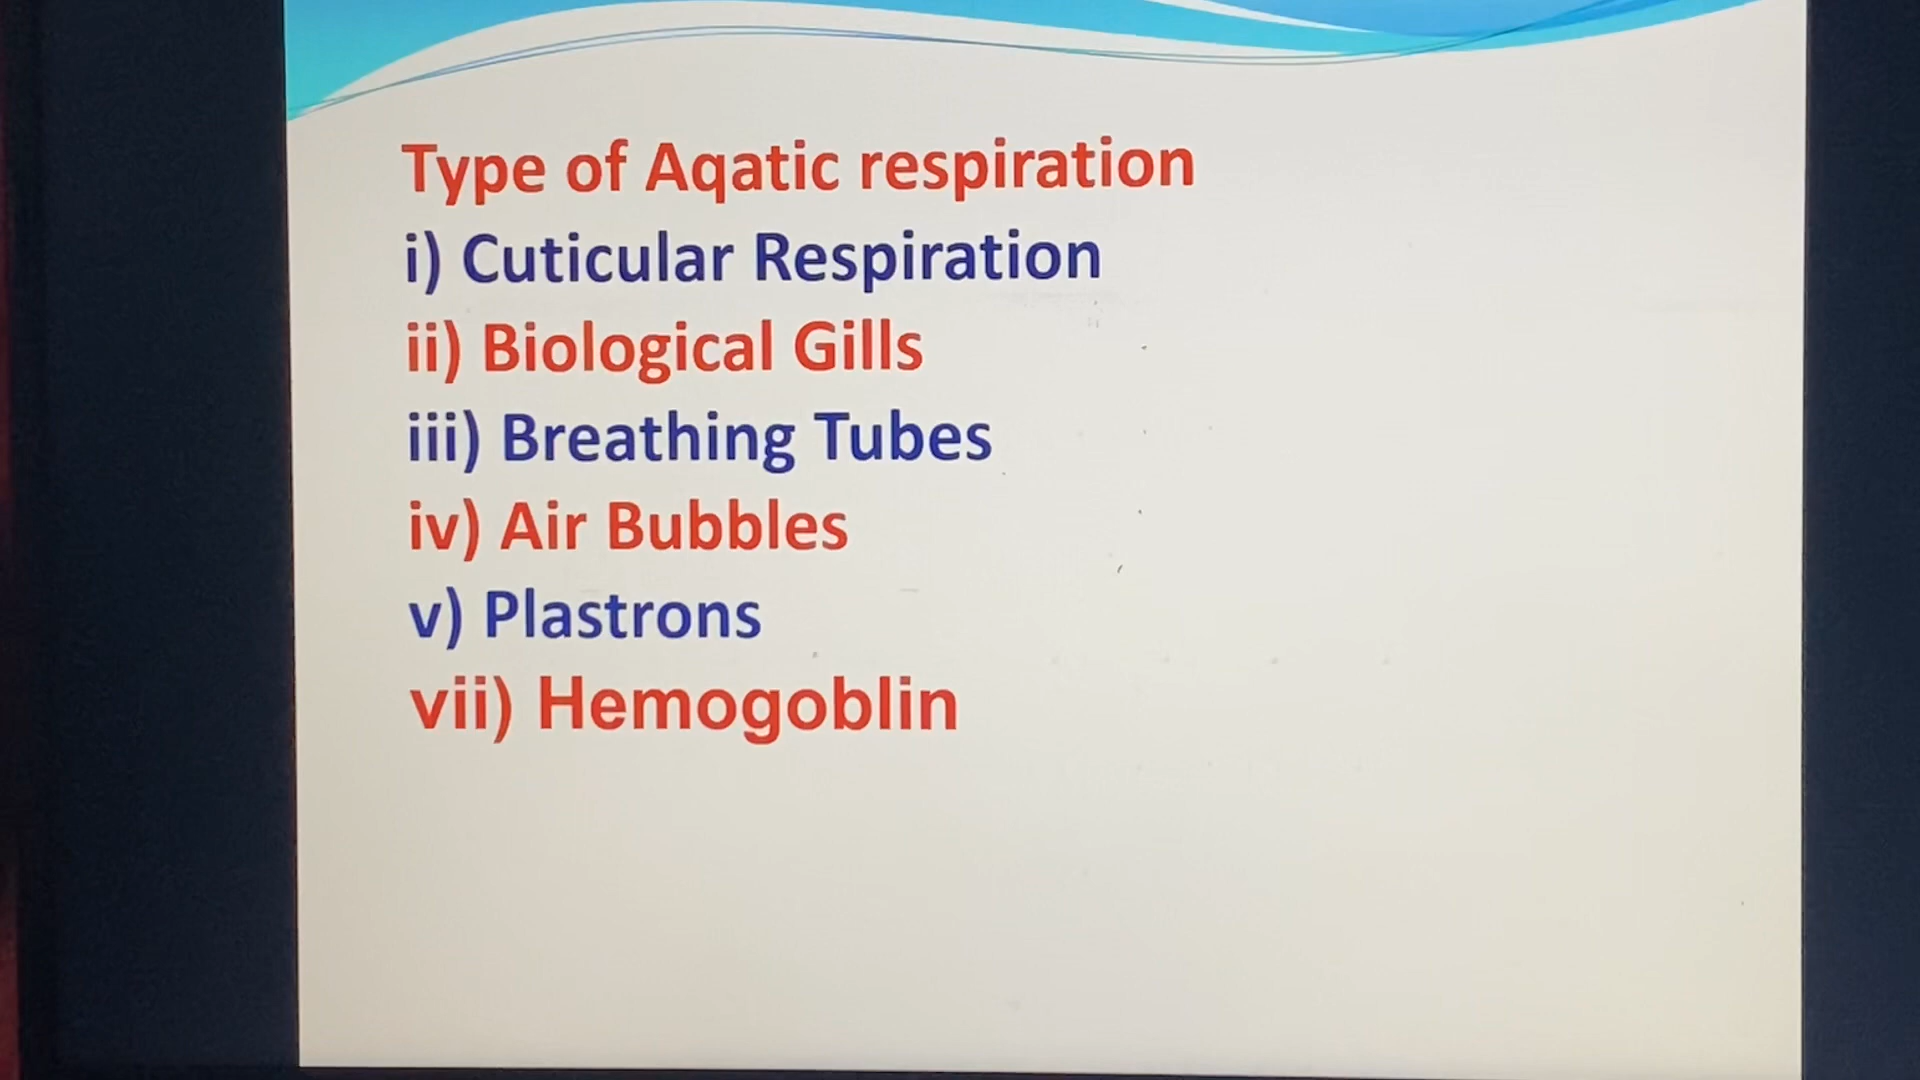 Type of Aqatic respiration
i) Cuticular Respiration
ii) Biological Gills
iii) Breathing Tubes
iv) Air Bubbles
v) Plastrons
vii) Hemogoblin